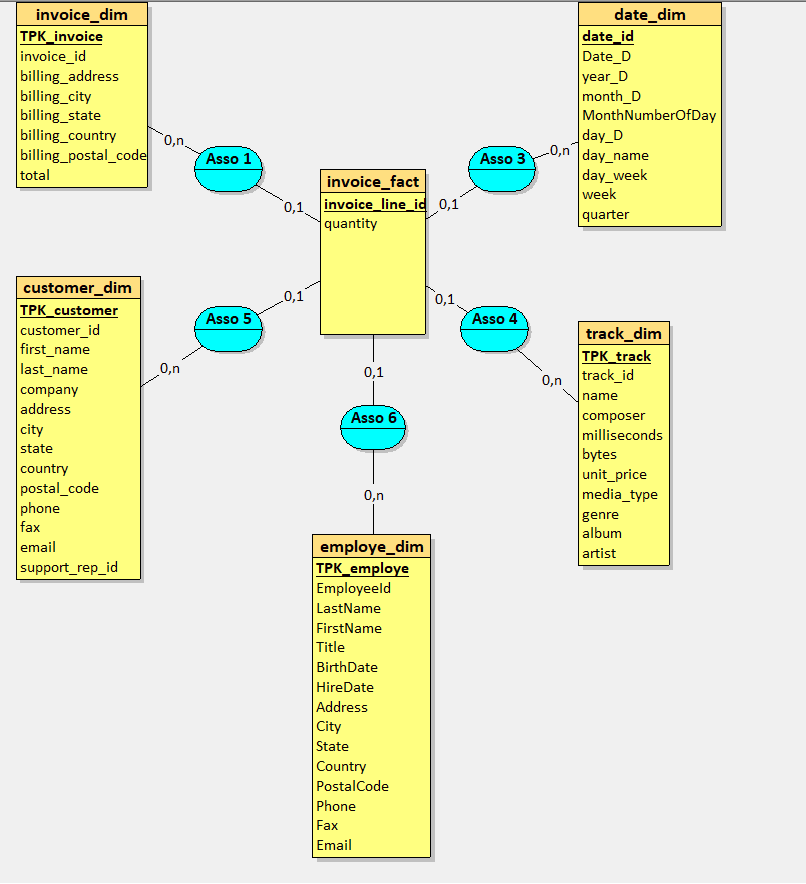 invoice_dim
TPK_invoice
invoice_id
billing_address
billing_city
billing_state
billing_country
billing_postal_code
total
0,n
Asso 1
0,1
date_dim
date_id
Date_D
year_D
month_D
MonthNumberOfDay
day_D
day_name
day_week
week
quarter
0,n
Asso 3
0,1
invoice_fact
invoice_line_id
quantity
customer_dim
TPK_customer
customer_id
first_name
last_name
company
address
city
state
country
postal_code
phone
fax
email
support_rep_id
0,n
Asso 5
0,1
0,1
Asso 4
0,n
track_dim
TPK_track
track_id
name
composer
milliseconds
bytes
unit_price
media_type
genre
album
artist
0,1
Asso 6
0,n
employe_dim
TPK_employe
EmployeeId
LastName
FirstName
Title
BirthDate
HireDate
Address
City
State
Country
PostalCode
Phone
Fax
Email